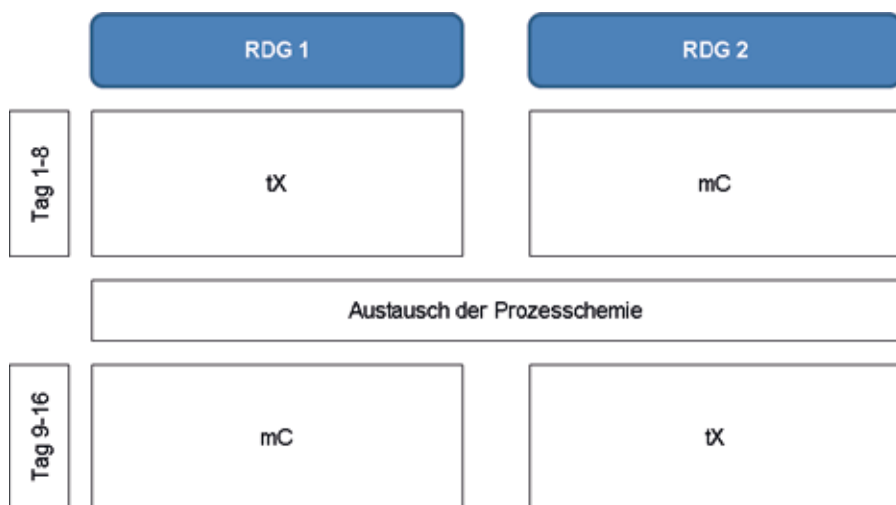 RDG 1
RDG 2
Tag 1-8
tX
mC
Austausch der Prozesschemie
Tag 9-16
mC
tX